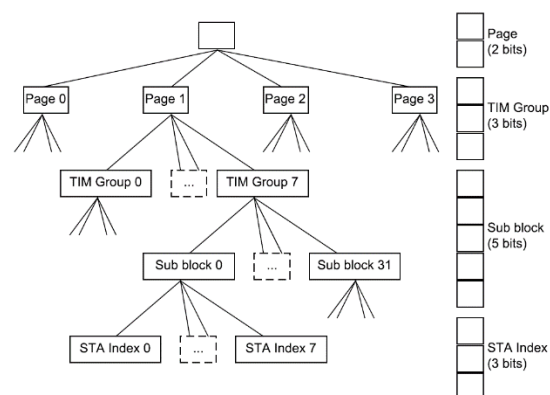 Page
(2 bits)
Page 0
Page 1
Page 2
Page 3
TIM Group
(3 bits)
TIM Group 0
...
TIM Group 7
Sub block
(5 bits)
Sub block 0
...
Sub block 31
STA Index 0
...
STA Index 7
STA Index
(3 bits)